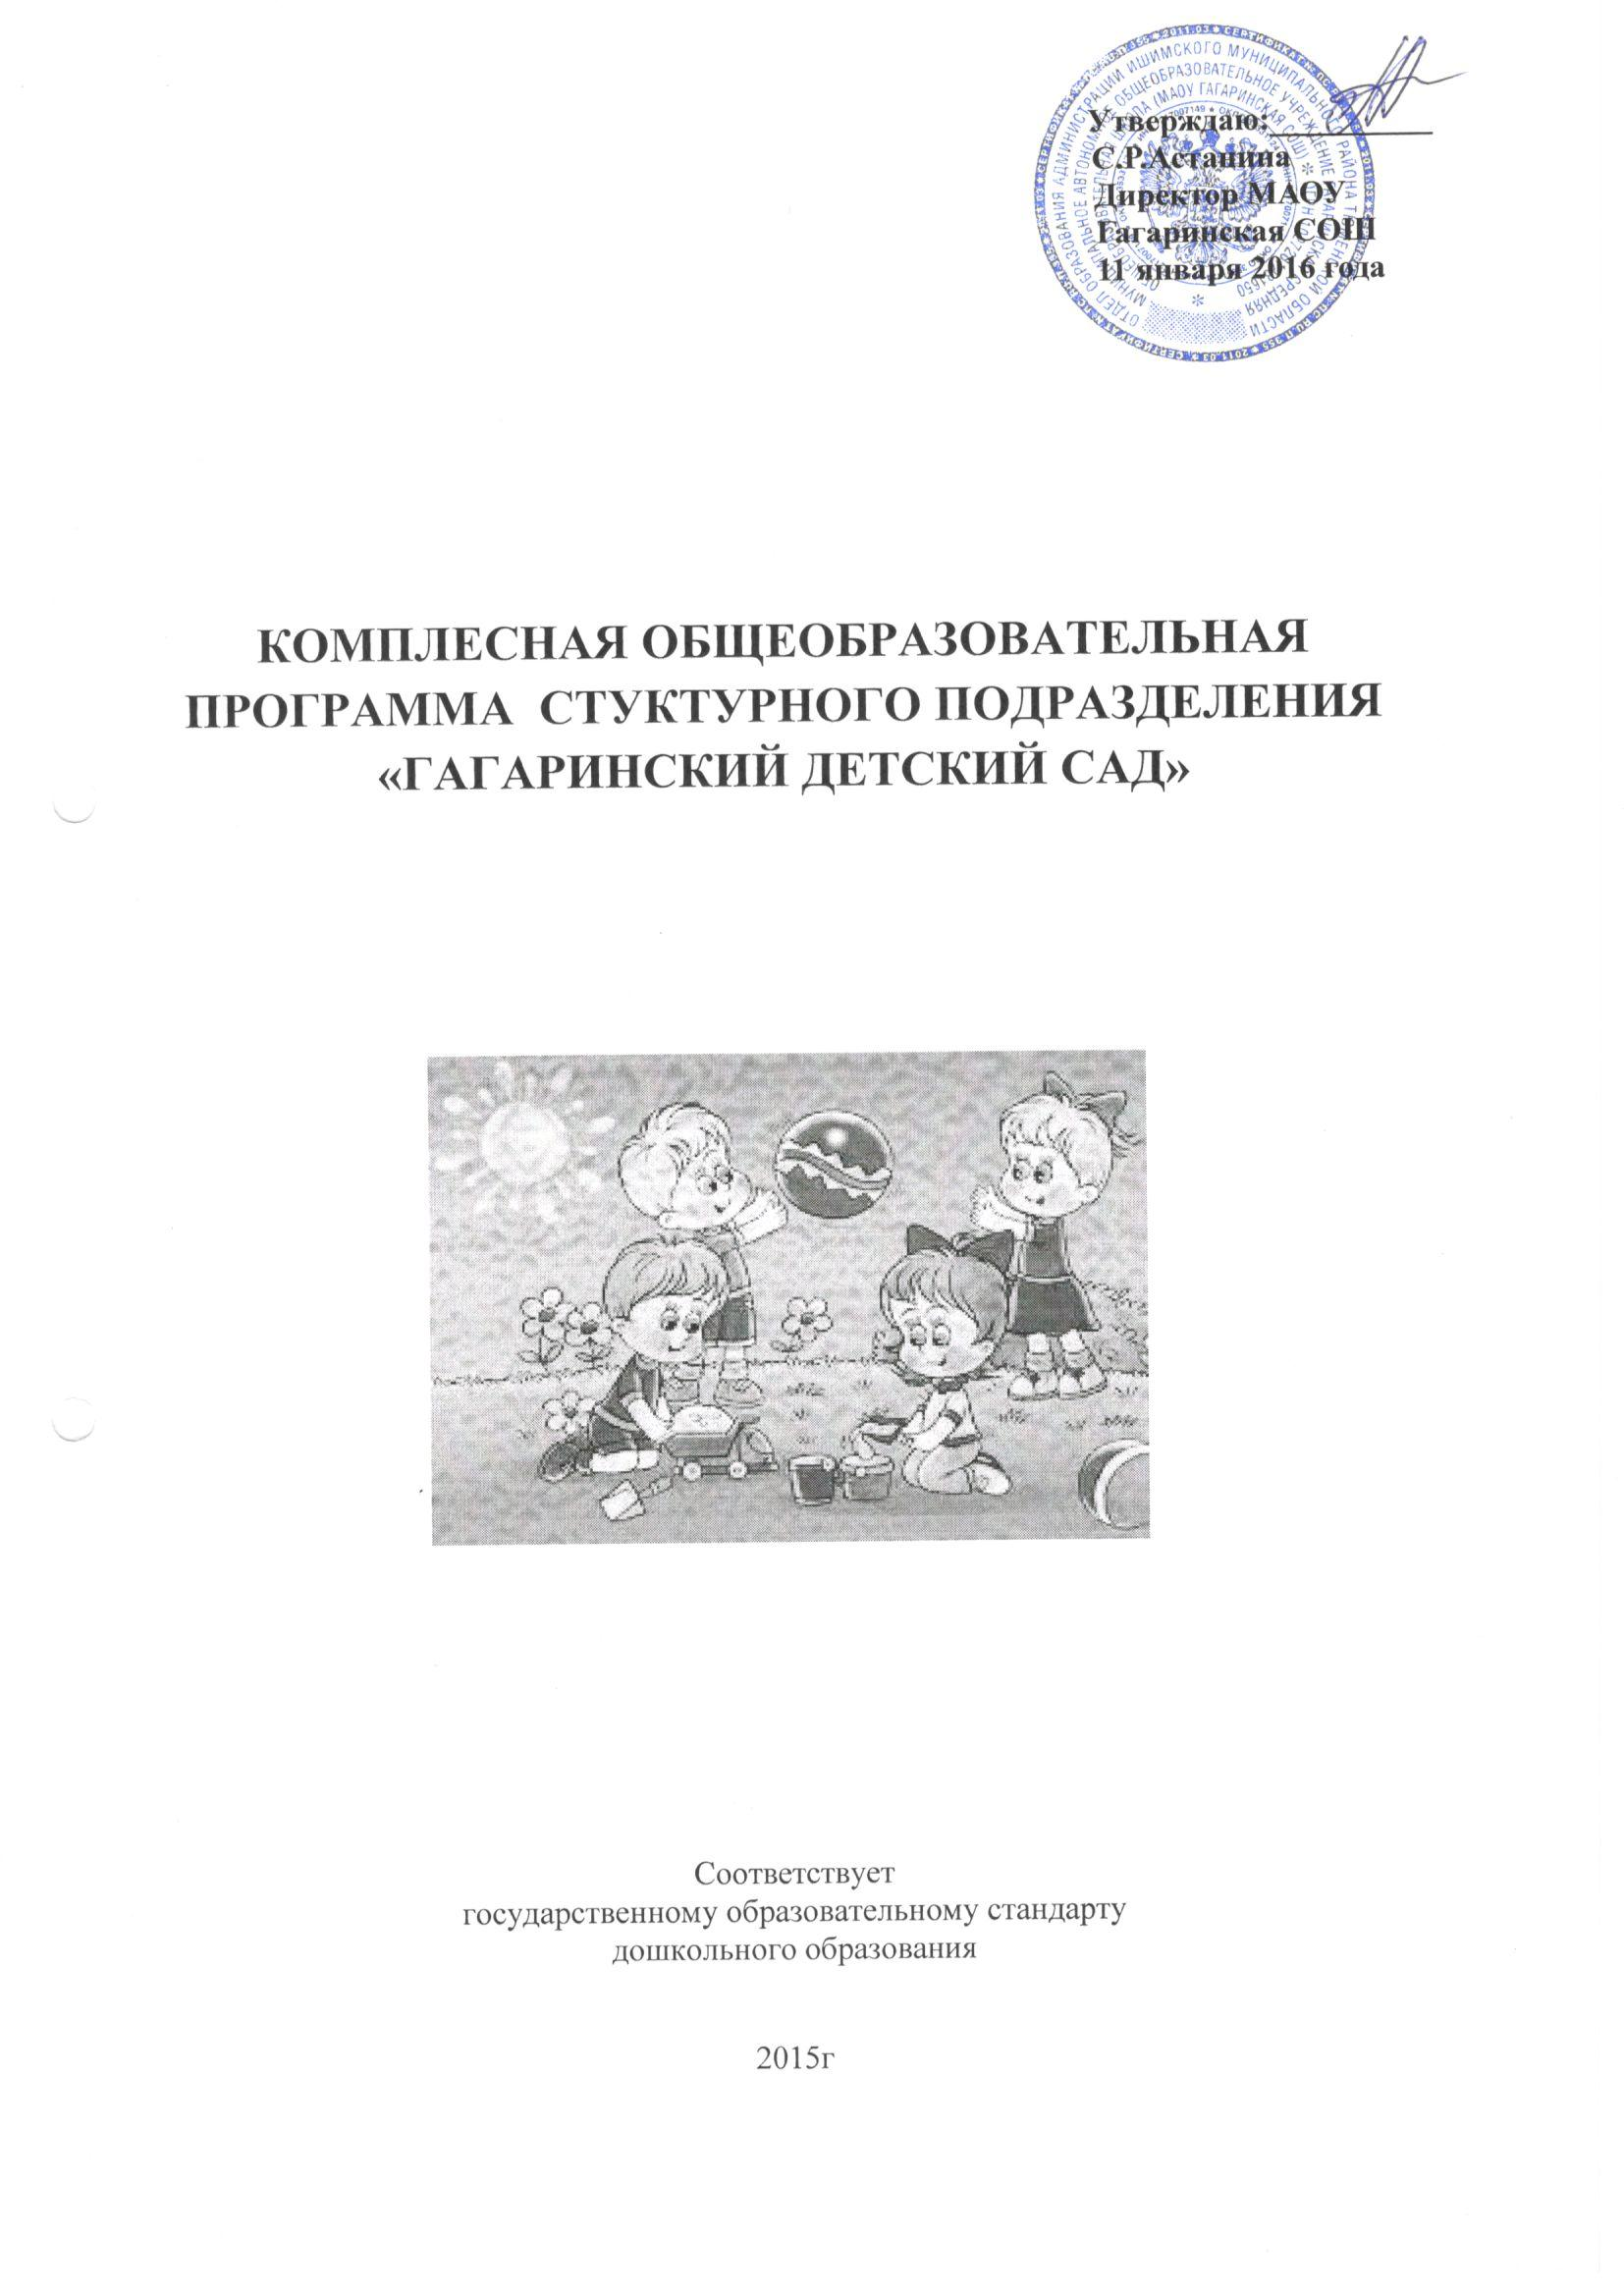 Утверждаю:
С.Р.Астанина
Директор МАОУ
Гагаринская СОШ
11 января 2016 года
КОМПЛЕСНАЯ ОБЩЕОБРАЗОВАТЕЛЬНАЯ
ПРОГРАММА СТУКТУРНОГО ПОДРАЗДЕЛЕНИЯ
«ГАГАРИНСКИЙ ДЕТСКИЙ САД»
Соответствует
государственному образовательному стандарту
дошкольного образования
2015г